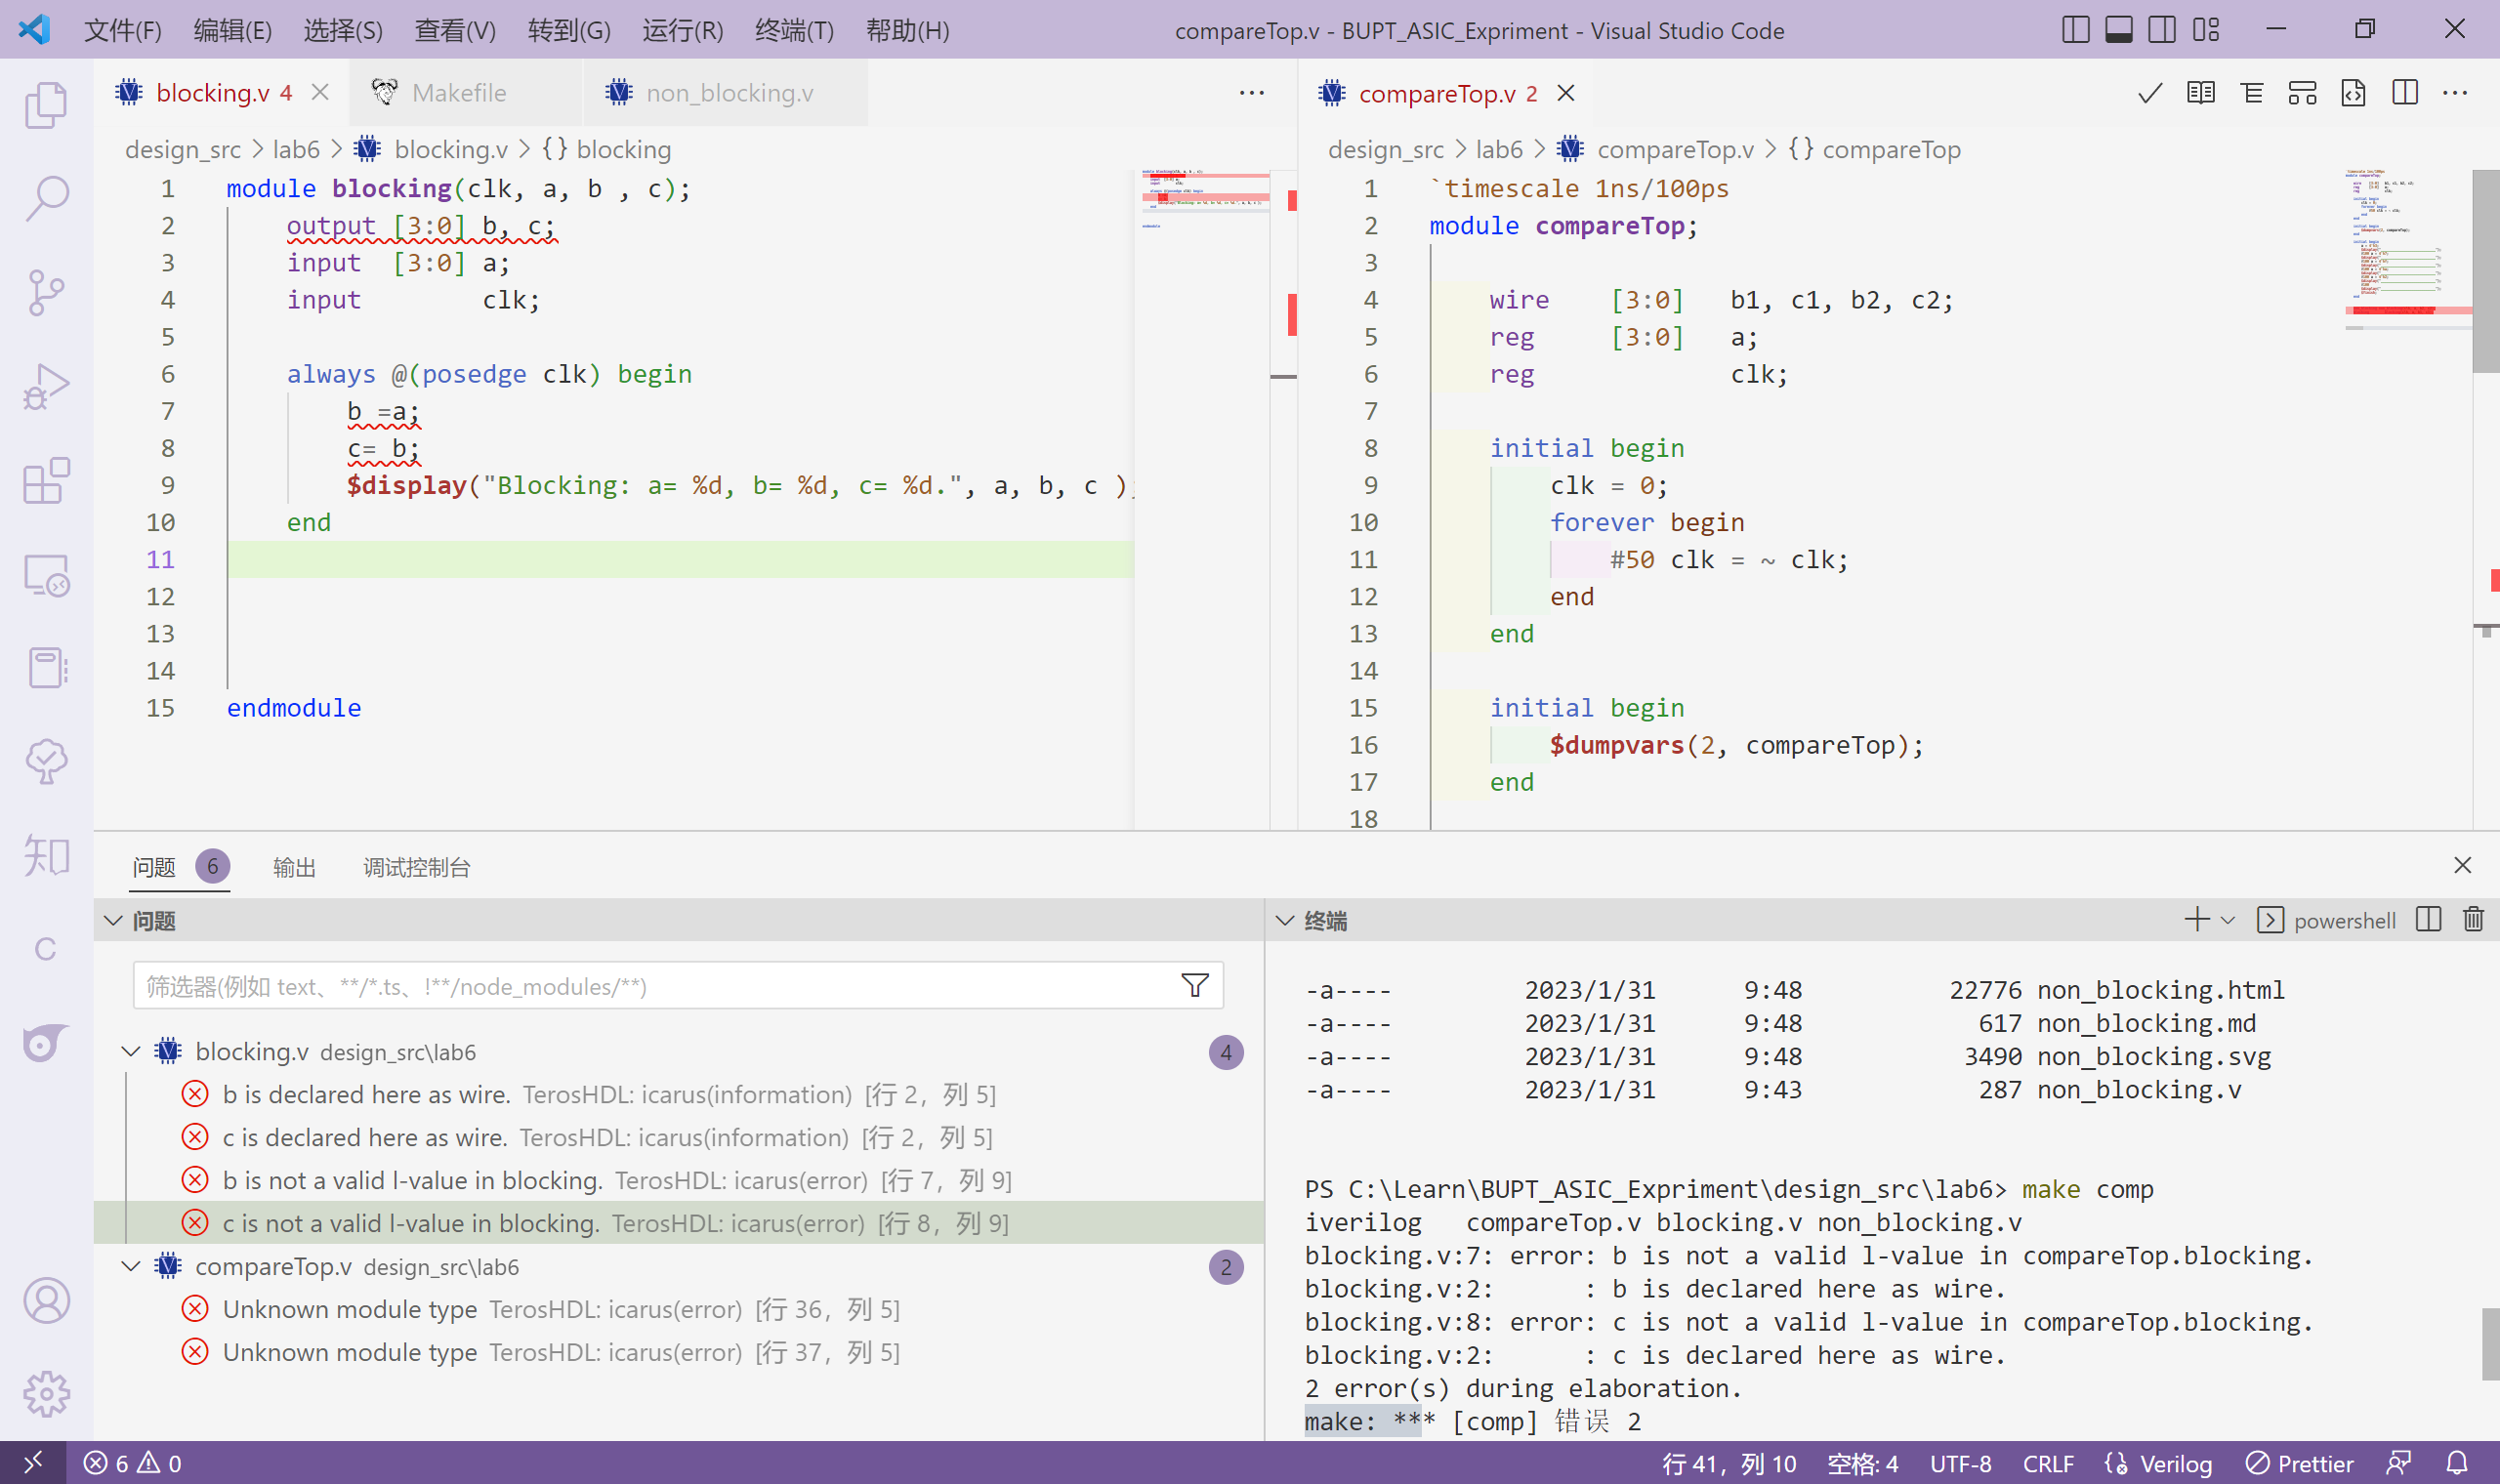 文件(F) 编辑(E) 选择(S) 查看(V) 转到(G) 运行(R) 终端(T) 帮助(H) compareTop.v - BUPT_ASIC_Expriment - Visual Studio Code
blocking.v 4 Makefile non_blocking.v
design_src > lab6 > blocking.v > {} blocking
1 module blocking(clk, a, b , c);
2 output [3:0] b, c;
3 input [3:0] a;
4 input clk;
5
6 always @(posedge clk) begin
7 b =a;
8 c= b;
9 $display("Blocking: a= %d, b= %d, c= %d.", a, b, c );
10 end
11
12
13
14
15 endmodule
compareTop.v 2
design_src > lab6 > compareTop.v > {} compareTop
1 `timescale 1ns/100ps
2 module compareTop;
3
4 wire [3:0] b1, c1, b2, c2;
5 reg [3:0] a;
6 reg clk;
7
8 initial begin
9 clk = 0;
10 forever begin
11 #50 clk = ~ clk;
12 end
13 end
14
15 initial begin
16 $dumpvars(2, compareTop);
17 end
18
知
C
问题 6 输出 调试控制台
问题
筛选器(例如 text、**/*.ts、!**/node_modules/**)
blocking.v design_src\lab6 4
b is declared here as wire. TerosHDL: icarus(information) [行 2，列 5]
c is declared here as wire. TerosHDL: icarus(information) [行 2，列 5]
b is not a valid l-value in blocking. TerosHDL: icarus(error) [行 7，列 9]
c is not a valid l-value in blocking. TerosHDL: icarus(error) [行 8，列 9]
compareTop.v design_src\lab6 2
Unknown module type TerosHDL: icarus(error) [行 36，列 5]
Unknown module type TerosHDL: icarus(error) [行 37，列 5]
终端 powershell
-a---- 2023/1/31 9:48 22776 non_blocking.html
-a---- 2023/1/31 9:48 617 non_blocking.md
-a---- 2023/1/31 9:48 3490 non_blocking.svg
-a---- 2023/1/31 9:43 287 non_blocking.v
PS C:\Learn\BUPT_ASIC_Expriment\design_src\lab6> make comp
iverilog compareTop.v blocking.v non_blocking.v
blocking.v:7: error: b is not a valid l-value in compareTop.blocking.
blocking.v:2: : b is declared here as wire.
blocking.v:8: error: c is not a valid l-value in compareTop.blocking.
blocking.v:2: : c is declared here as wire.
2 error(s) during elaboration.
make: *** [comp] 错误 2
6 0 行 41，列 10 空格: 4 UTF-8 CRLF Verilog Prettier